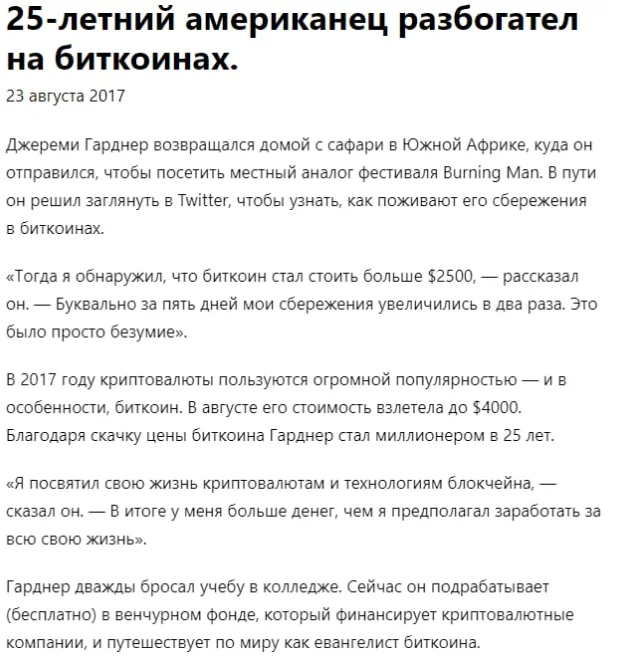 25-летний американец разбогател
на биткоинах.
23 августа 2017
Джереми Гарднер возвращался домой с сафари в Южной Африке, куда он
отправился, чтобы посетить местный аналог фестиваля Burning Man. В пути
он решил заглянуть в Twitter, чтобы узнать, как поживают его сбережения
в биткоинах.
«Тогда я обнаружил, что биткоин стал стоить больше $2500, — рассказал
он. — Буквально за пять дней мои сбережения увеличились в два раза. Это
было просто безумие».
В 2017 году криптовалюты пользуются огромной популярностью — и в
особенности, биткоин. В августе его стоимость взлетела до $4000.
Благодаря скачку цены биткоина Гарднер стал миллионером в 25 лет.
«Я посвятил свою жизнь криптовалютам и технологиям блокчейна, —
сказал он. — В итоге у меня больше денег, чем я предполагал заработать за
всю свою жизнь».
Гарднер дважды бросал учебу в колледже. Сейчас он подрабатывает
(бесплатно) в венчурном фонде, который финансирует криптовалютные
компании, и путешествует по миру как евангелист биткоина.